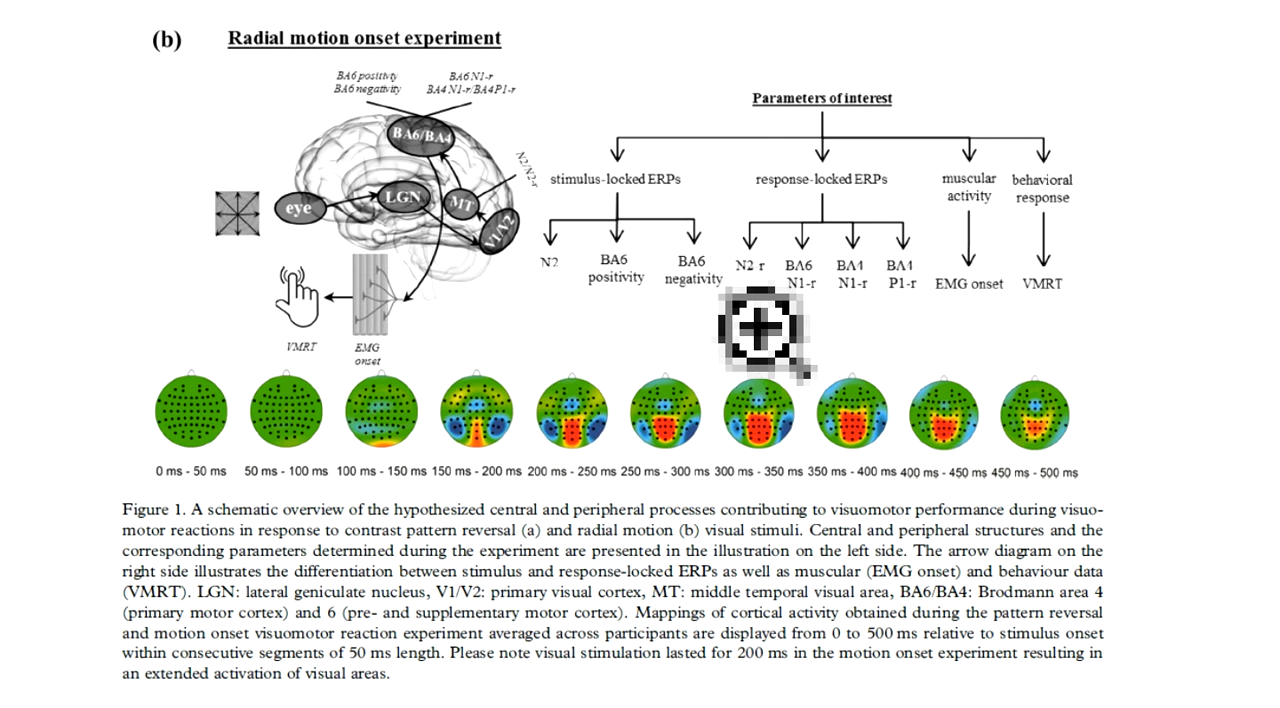 (b) Radial motion onset experiment
BA6 positivity
BA6 negativity
BA6 N1-r
BA4 N1-r/BA4 P1-r
BA6/BA4
N2/N2-r
eye
LGN
MT
V1/V2
VMRT
EMG
onset
Parameters of interest
stimulus-locked ERPs
response-locked ERPs
muscular
activity
behavioral
response
N2
BA6
positivity
BA6
negativity
N2 r
BA6
N1-r
BA4
N1-r
BA4
P1-r
EMG onset
VMRT
0 ms - 50 ms 50 ms - 100 ms 100 ms - 150 ms 150 ms - 200 ms 200 ms - 250 ms 250 ms - 300 ms 300 ms - 350 ms 350 ms - 400 ms 400 ms - 450 ms 450 ms - 500 ms
Figure 1. A schematic overview of the hypothesized central and peripheral processes contributing to visuomotor performance during visuo-
motor reactions in response to contrast pattern reversal (a) and radial motion (b) visual stimuli. Central and peripheral structures and the
corresponding parameters determined during the experiment are presented in the illustration on the left side. The arrow diagram on the
right side illustrates the differentiation between stimulus and response-locked ERPs as well as muscular (EMG onset) and behaviour data
(VMRT). LGN: lateral geniculate nucleus, V1/V2: primary visual cortex, MT: middle temporal visual area, BA6/BA4: Brodmann area 4
(primary motor cortex) and 6 (pre- and supplementary motor cortex). Mappings of cortical activity obtained during the pattern reversal
and motion onset visuomotor reaction experiment averaged across participants are displayed from 0 to 500 ms relative to stimulus onset
within consecutive segments of 50 ms length. Please note visual stimulation lasted for 200 ms in the motion onset experiment resulting in
an extended activation of visual areas.